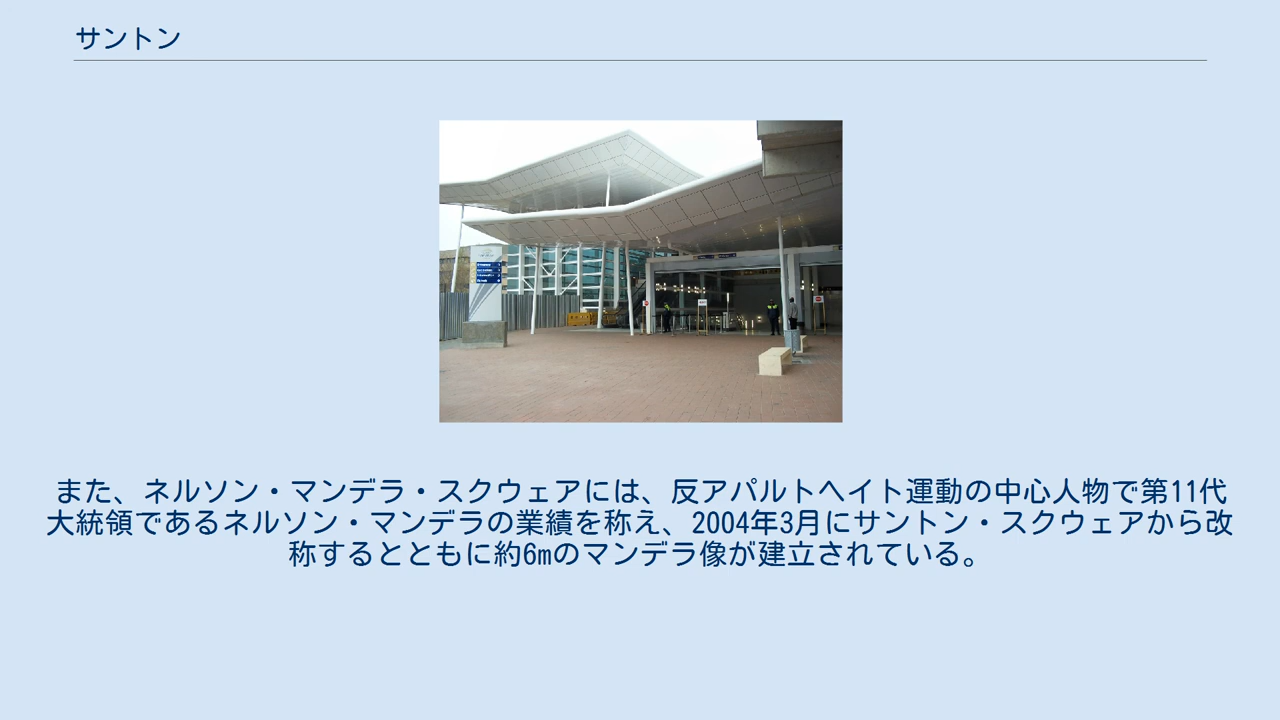 サントン
また、ネルソン・マンデラ・スクウェアには、反アパルトヘイト運動の中心人物で第11代
大統領であるネルソン・マンデラの業績を称え、2004年3月にサントン・スクウェアから改
称するとともに約6mのマンデラ像が建立されている。